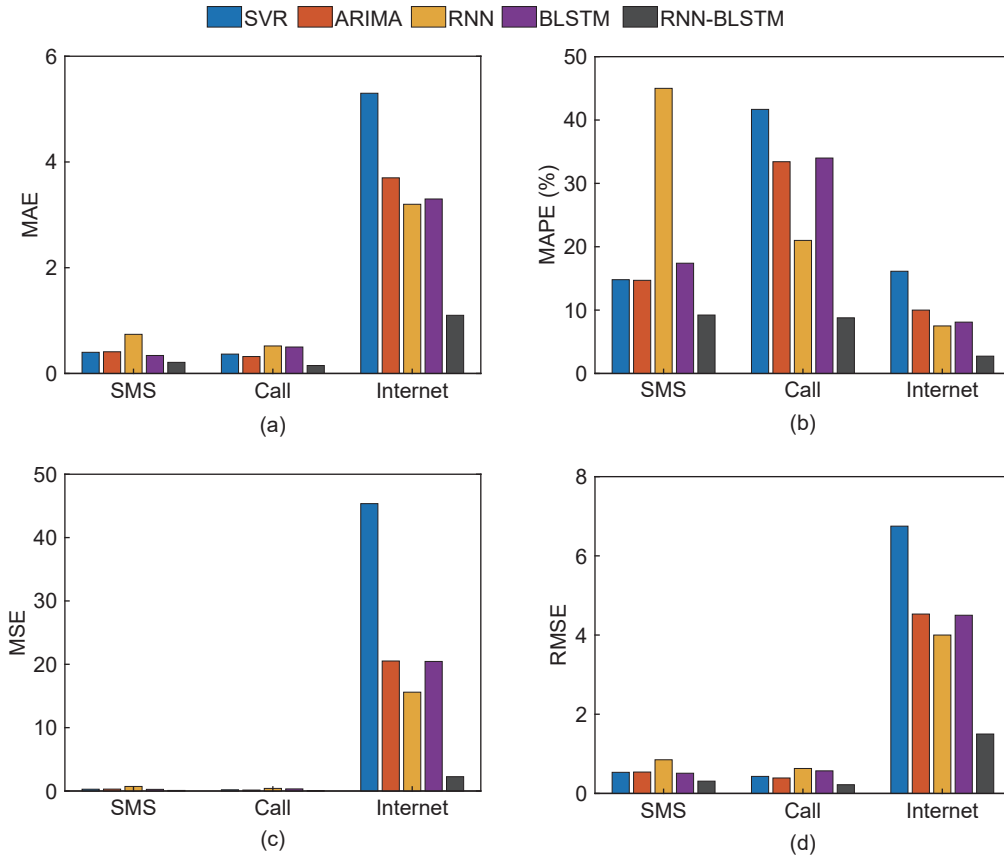 SVR ARIMA RNN BLSTM RNN-BLSTM
6
4
2
0
MAE
SMS Call Internet
(a)
50
40
30
20
10
0
MAPE (%)
SMS Call Internet
(b)
50
40
30
20
10
0
MSE
SMS Call Internet
(c)
8
6
4
2
0
RMSE
SMS Call Internet
(d)